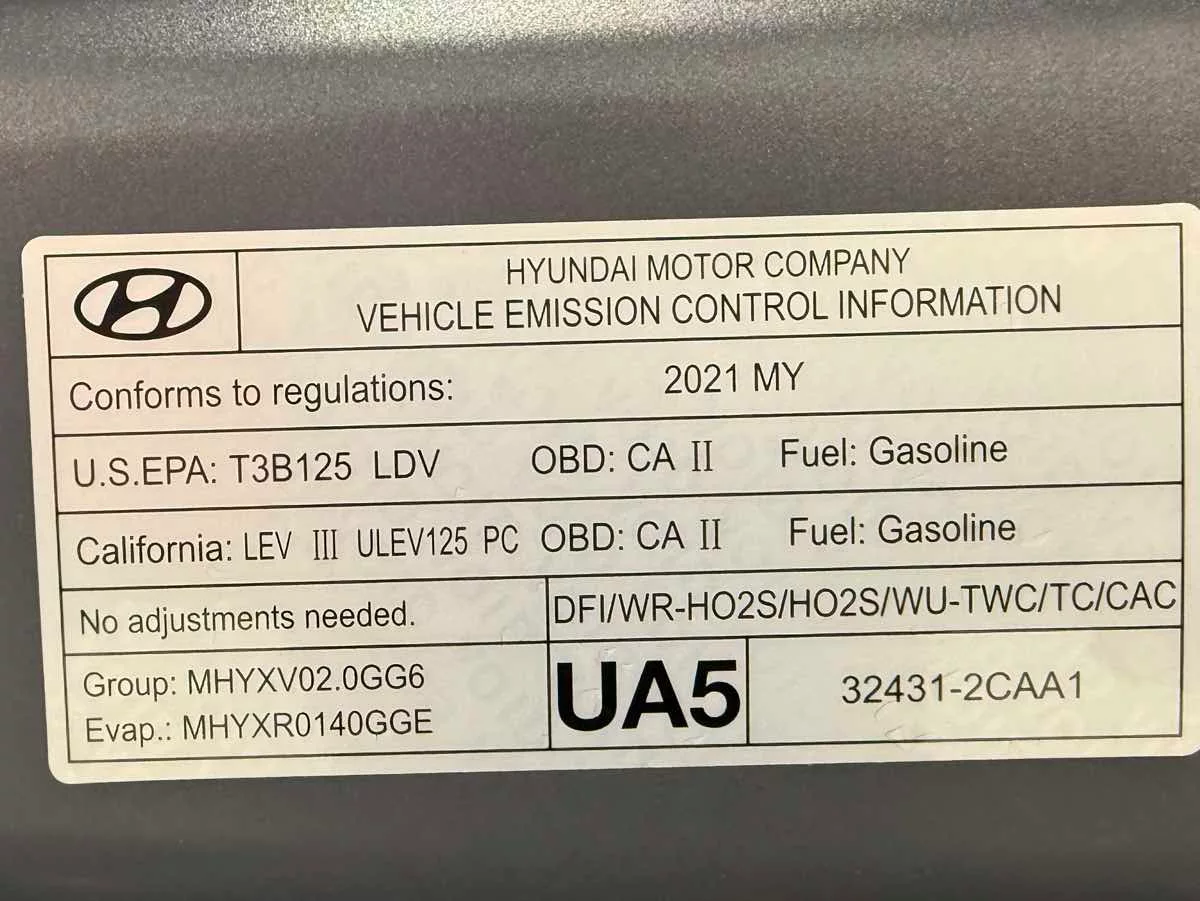 HYUNDAI MOTOR COMPANY
VEHICLE EMISSION CONTROL INFORMATION
Conforms to regulations: 2021 MY
U.S.EPA: T3B125 LDV OBD: CA II Fuel: Gasoline
California: LEV III ULEV125 PC OBD: CA II Fuel: Gasoline
No adjustments needed. DFI/WR-HO2S/HO2S/WU-TWC/TC/CAC
Group: MHYXV02.0GG6
Evap.: MHYXR0140GGE
UA5
32431-2CAA1